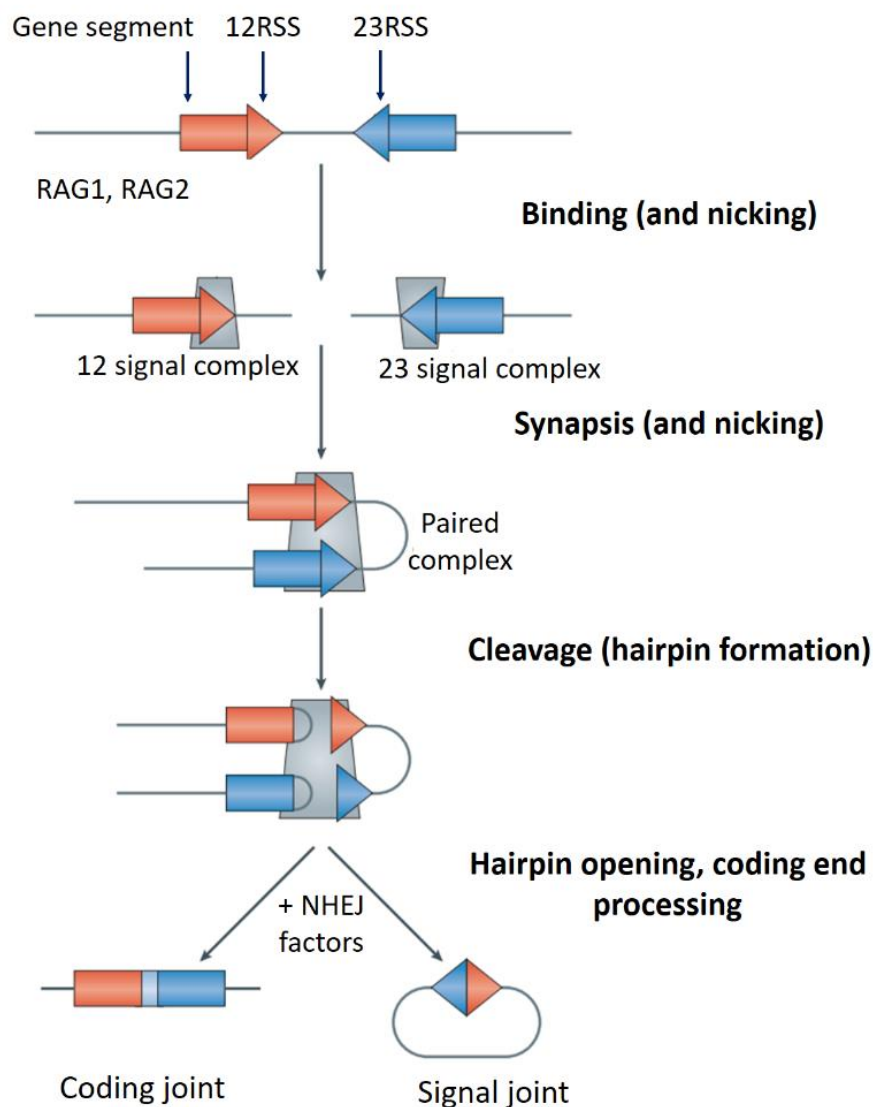 Gene segment 12RSS 23RSS
RAG1, RAG2
Binding (and nicking)
12 signal complex 23 signal complex
Synapsis (and nicking)
Paired
complex
Cleavage (hairpin formation)
Hairpin opening, coding end
processing
+ NHEJ
factors
Coding joint Signal joint